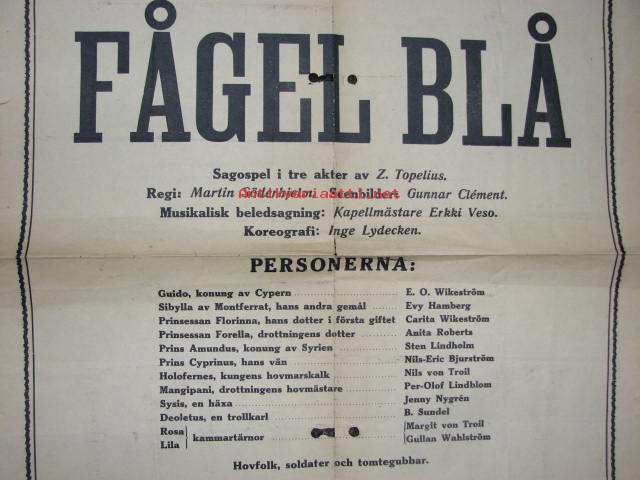 FÅGEL BLÅ
Sagospel i tre akter av Z. Topelius.
Regi: Martin Söderhjelm. Scenbilder: Gunnar Clément.
Musikalisk beledsagning: Kapellmästare Erkki Veso.
Koreografi: Inge Lydecken.
PERSONERNA:
Guido, konung av Cypern E. O. Wikeström
Sibylla av Montferrat, hans andra gemål Evy Hamberg
Prinsessan Florinna, hans dotter i första giftet Carita Wikeström
Prinsessan Forella, drottningens dotter Anita Roberts
Prins Amundus, konung av Syrien Sten Lindholm
Prins Cyprinus, hans vän Nils-Eric Bjurström
Holofernes, kungens hovmarskalk Nils von Troil
Mangipani, drottningens hovmästare Per-Olof Lindblom
Sysis, en häxa Jenny Nygrén
Deoletus, en trollkarl B. Sundel
Rosa kammartärnor Margit von Troil
Lila Gullan Wahlström
Hovfolk, soldater och tomtegubbar.